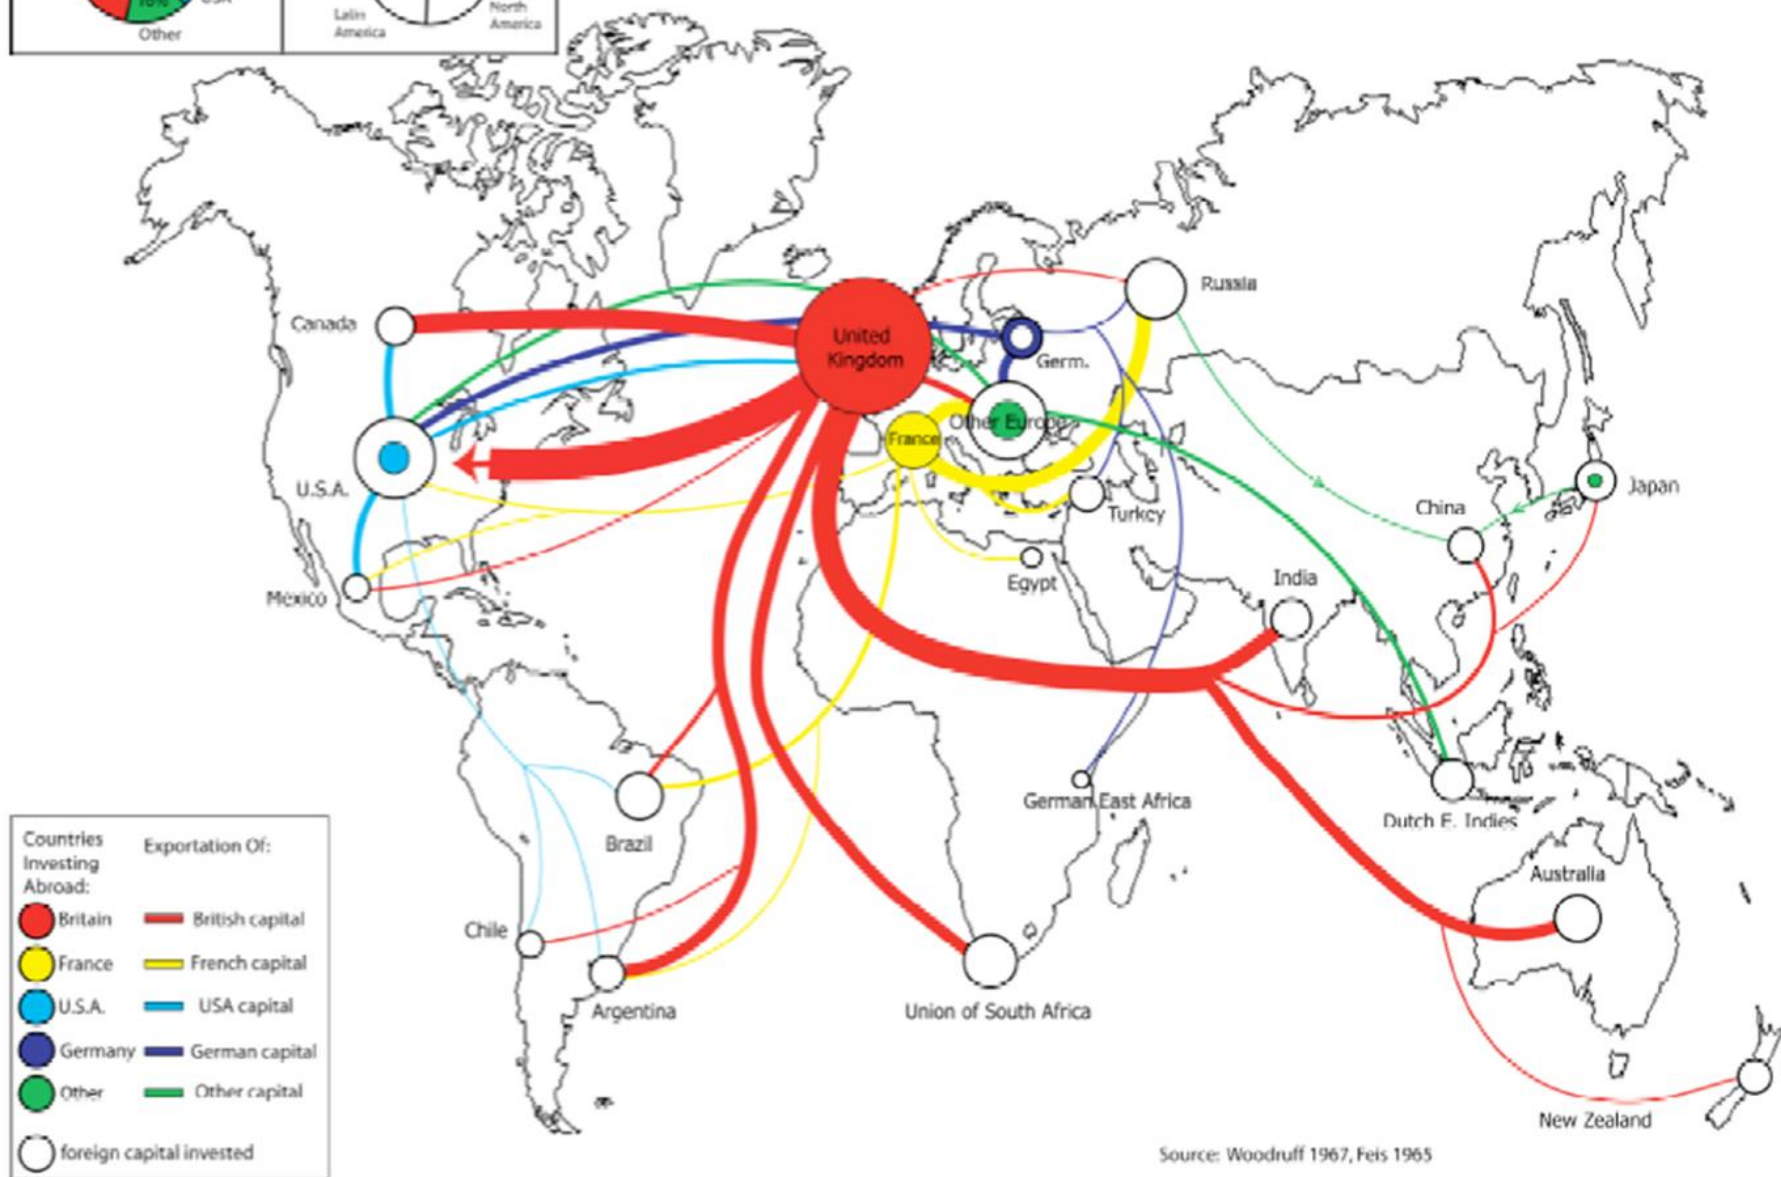 16%
USA
Other
Latin
America
North
America
Canada
United
Kingdom
Russia
Germ.
France
Other Europe
U.S.A.
Turkey
China
Japan
Mexico
Egypt
India
German East Africa
Dutch E. Indies
Brazil
Australia
Chile
Argentina
Union of South Africa
New Zealand
Countries
Investing
Abroad:
Exportation Of:
Britain British capital
France French capital
U.S.A. USA capital
Germany German capital
Other Other capital
foreign capital invested
Source: Woodruff 1967, Feis 1965